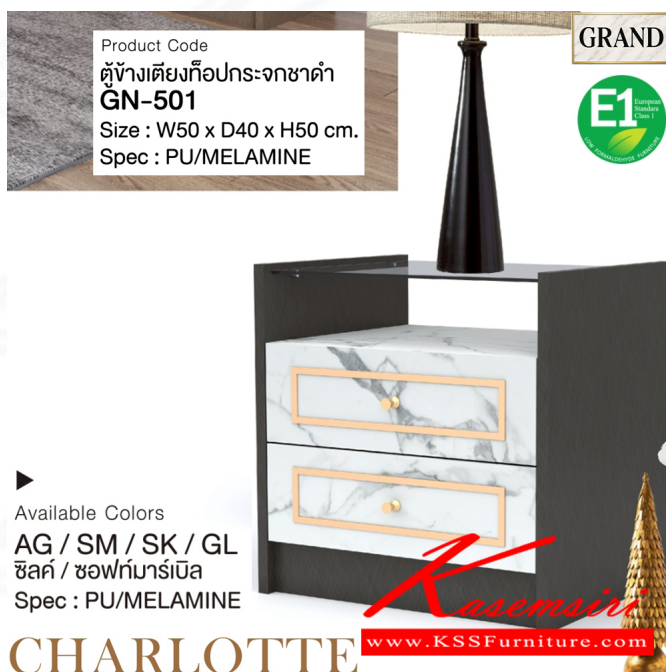 Product Code
ตู้ข้างเตียงท็อปกระจกชาดำ
GN-501
Size : W50 x D40 x H50 cm.
Spec : PU/MELAMINE
GRAND
E1
European
Standard
Class 1
LOW FORMALDEHYDE FURNITURE
Available Colors
AG / SM / SK / GL
ซิลค์ / ซอฟท์มาร์เบิล
Spec : PU/MELAMINE
Kasemsiri
www.KSSFurniture.com
CHARLOTTE